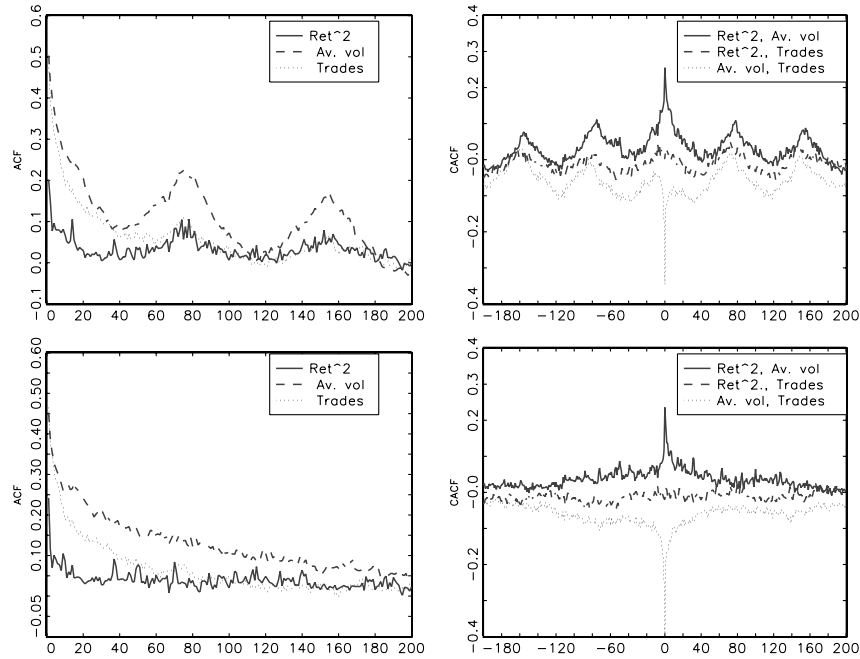 0.6
0.5
0.4
0.3
0.2
0.1
0.0
−0.1
ACF
Ret^2
Av. vol
Trades
0 20 40 60 80 100 120 140 160 180 200
0.4
0.2
−0.0
−0.2
−0.4
CACF
Ret^2, Av. vol
Ret^2., Trades
Av. vol, Trades
−180 −120 −60 0 40 80 120 160 200
0.60
0.50
0.40
0.30
0.20
0.10
−0.05
ACF
Ret^2
Av. vol
Trades
0 20 40 60 80 100 120 140 160 180 200
0.4
0.2
−0.0
−0.2
−0.4
CACF
Ret^2, Av. vol
Ret^2., Trades
Av. vol, Trades
−180 −120 −60 0 40 80 120 160 200